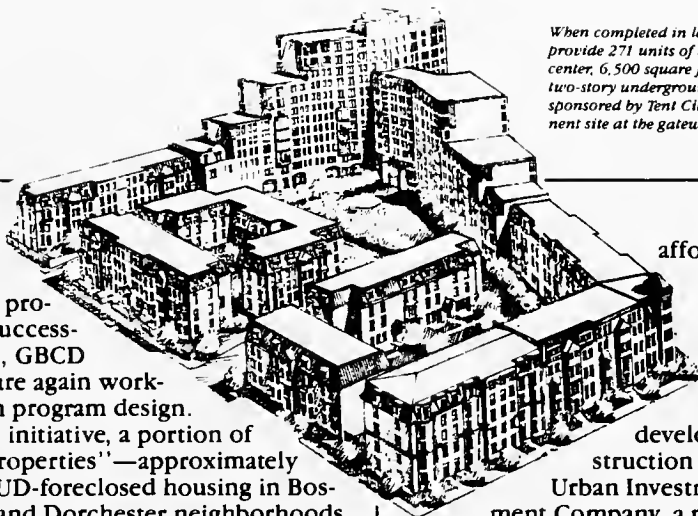 When completed in
provide 271 units of
center, 6,500 square
two-story undergrou
sponsored by Tent Ci
nent site at the gatew
pro-
uccess-
, GBCD
are again work-
program design.
initiative, a portion of
roperties"—approximately
UD-foreclosed housing in Bos-
and Dorchester neighborhoods
affo
develo
struction
Urban Investm
ment Company, a